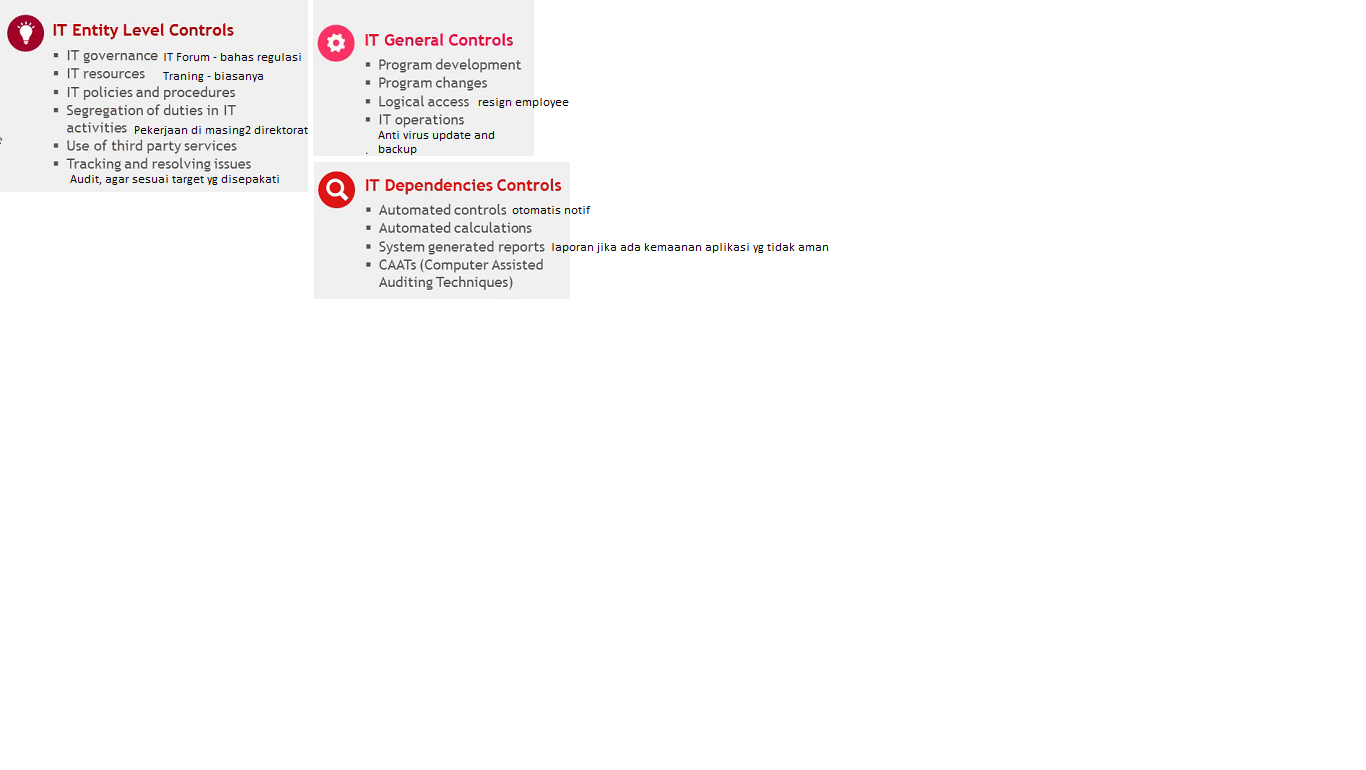 IT Entity Level Controls
▪ IT governance IT Forum - bahas regulasi
▪ IT resources Traning - biasanya
▪ IT policies and procedures
▪ Segregation of duties in IT
activities Pekerjaan di masing2 direktorat
▪ Use of third party services
▪ Tracking and resolving issues
Audit, agar sesuai target yg disepakati
IT General Controls
▪ Program development
▪ Program changes
▪ Logical access resign employee
▪ IT operations
Anti virus update and
backup
IT Dependencies Controls
▪ Automated controls otomatis notif
▪ Automated calculations
▪ System generated reports laporan jika ada kemaanan aplikasi yg tidak aman
▪ CAATs (Computer Assisted
Auditing Techniques)